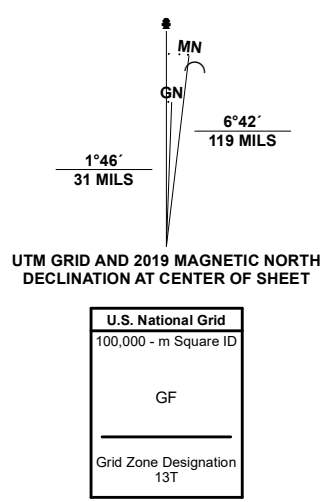 MN
GN
6°42´
119 MILS
1°46´
31 MILS
UTM GRID AND 2019 MAGNETIC NORTH
DECLINATION AT CENTER OF SHEET
U.S. National Grid
100,000 - m Square ID
GF
Grid Zone Designation
13T